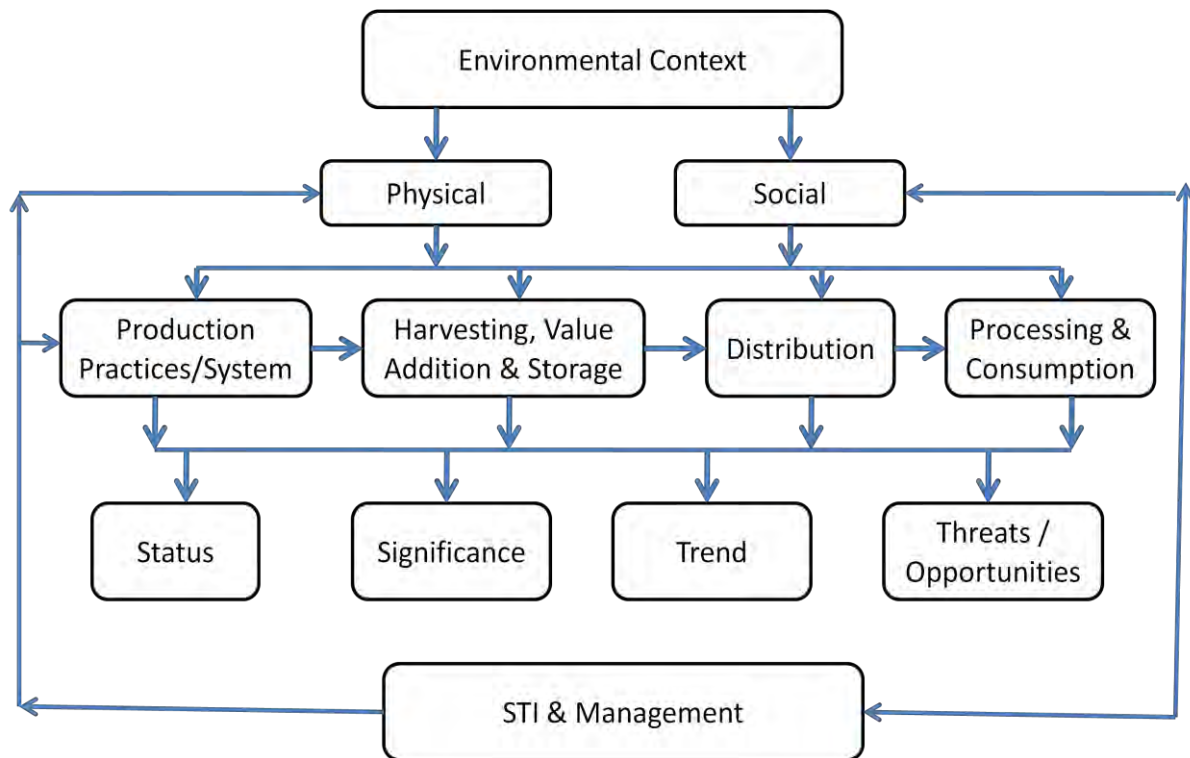 Environmental Context
Physical
Social
Production
Practices/System
Harvesting, Value
Addition & Storage
Distribution
Processing &
Consumption
Status
Significance
Trend
Threats /
Opportunities
STI & Management